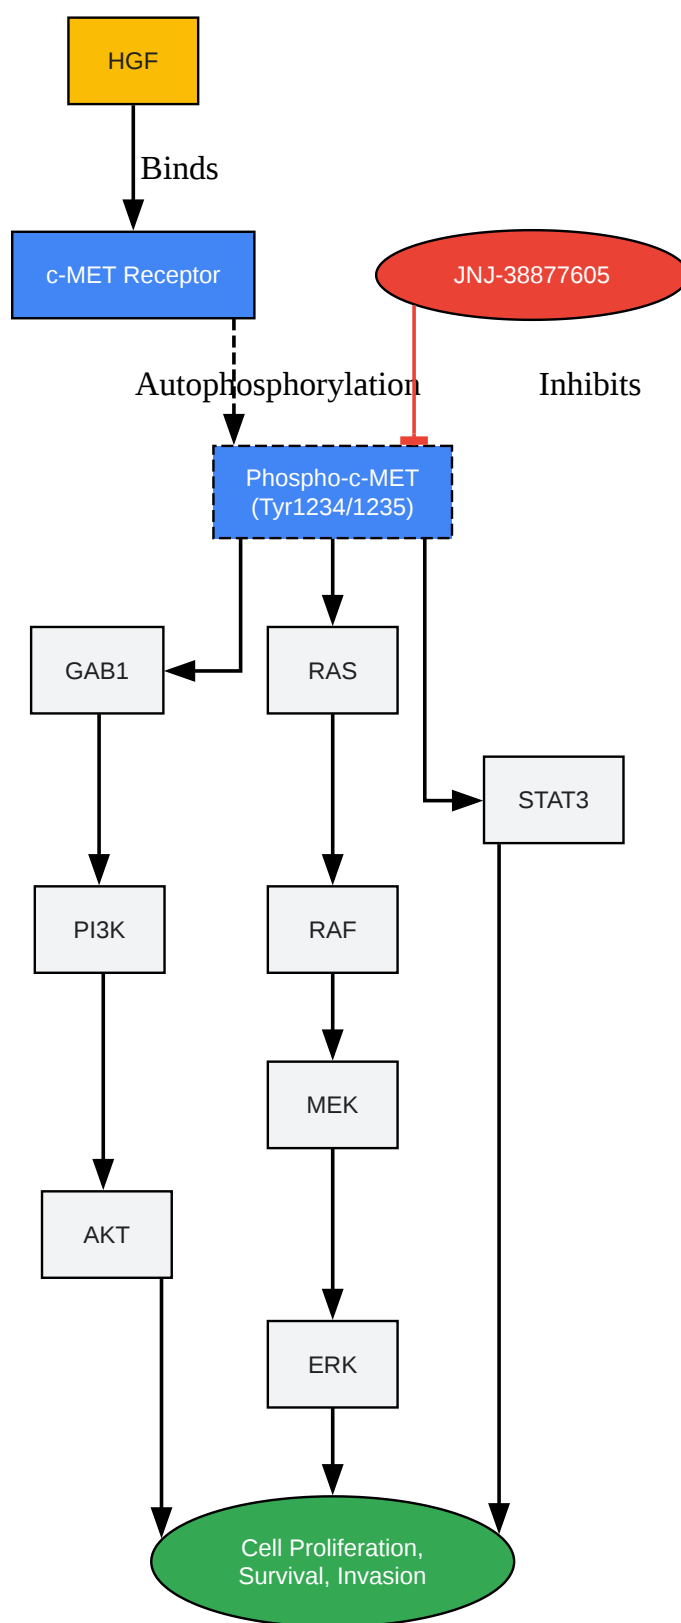 HGF
Binds
c-MET Receptor
JNJ-38877605
Autophosphorylation
Inhibits
Phospho-c-MET
(Tyr1234/1235)
GAB1
RAS
STAT3
PI3K
RAF
MEK
AKT
ERK
Cell Proliferation,
Survival, Invasion